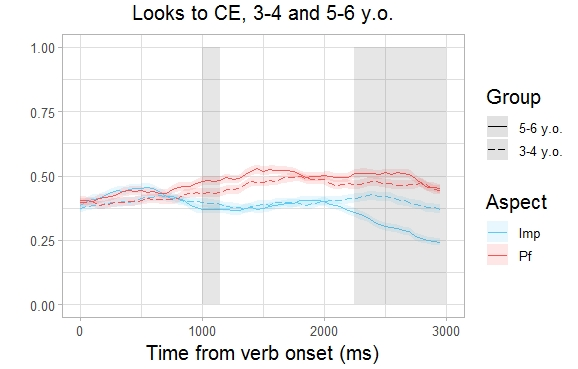 Looks to CE, 3-4 and 5-6 y.o.
1.00
0.75
0.50
0.25
0.00
0 1000 2000 3000
Time from verb onset (ms)
Group
5-6 y.o.
3-4 y.o.
Aspect
Imp
Pf